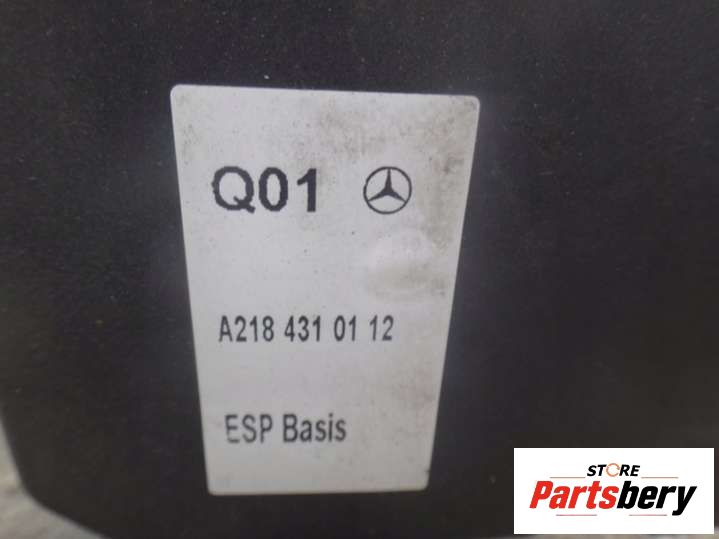 Q01
A218 431 01 12
ESP Basis
STORE
Partsbery